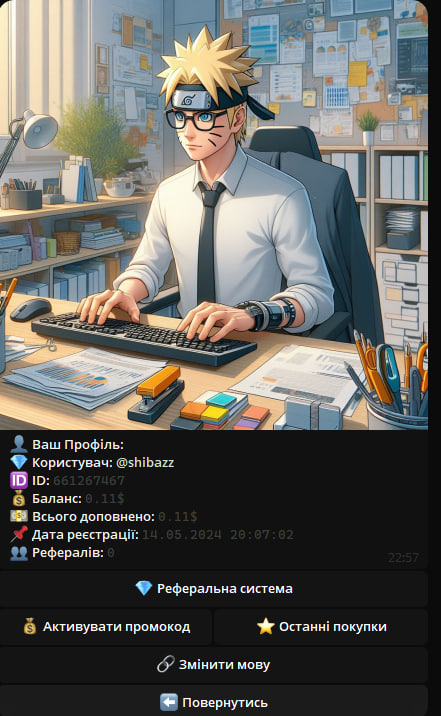 👤 Ваш Профіль:
💎 Користувач: @shibazz
🆔 ID: 661267467
💰 Баланс: 0.11$
💵 Всього доповнено: 0.11$
📌 Дата реєстрації: 14.05.2024 20:07:02
👥 Рефералів: 0
22:57
💎 Реферальна система
💰 Активувати промокод
⭐ Останні покупки
🔗 Змінити мову
⬅️ Повернутись